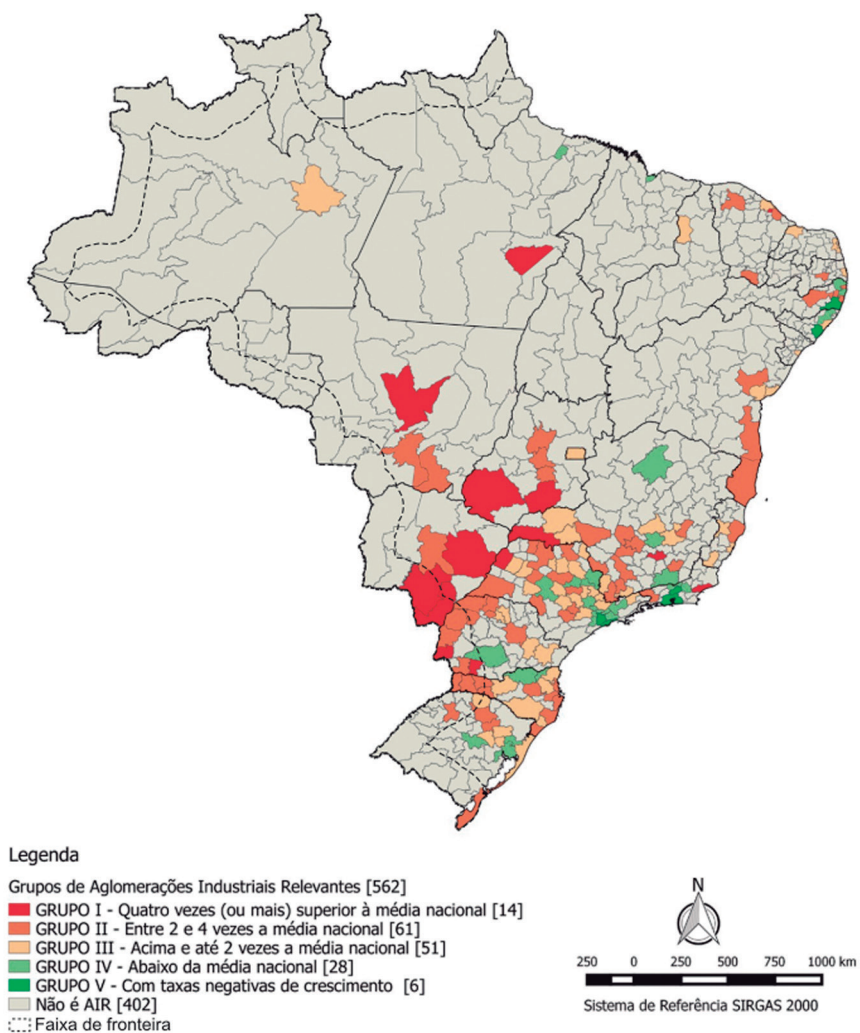 Legenda
Grupos de Aglomerações Industriais Relevantes [562]
GRUPO I - Quatro vezes (ou mais) superior à média nacional [14]
GRUPO II - Entre 2 e 4 vezes a média nacional [61]
GRUPO III - Acima e até 2 vezes a média nacional [51]
GRUPO IV - Abaixo da média nacional [28]
GRUPO V - Com taxas negativas de crescimento [6]
Não é AIR [402]
Faixa de fronteira
N
250 0 250 500 750 1000 km
Sistema de Referência SIRGAS 2000